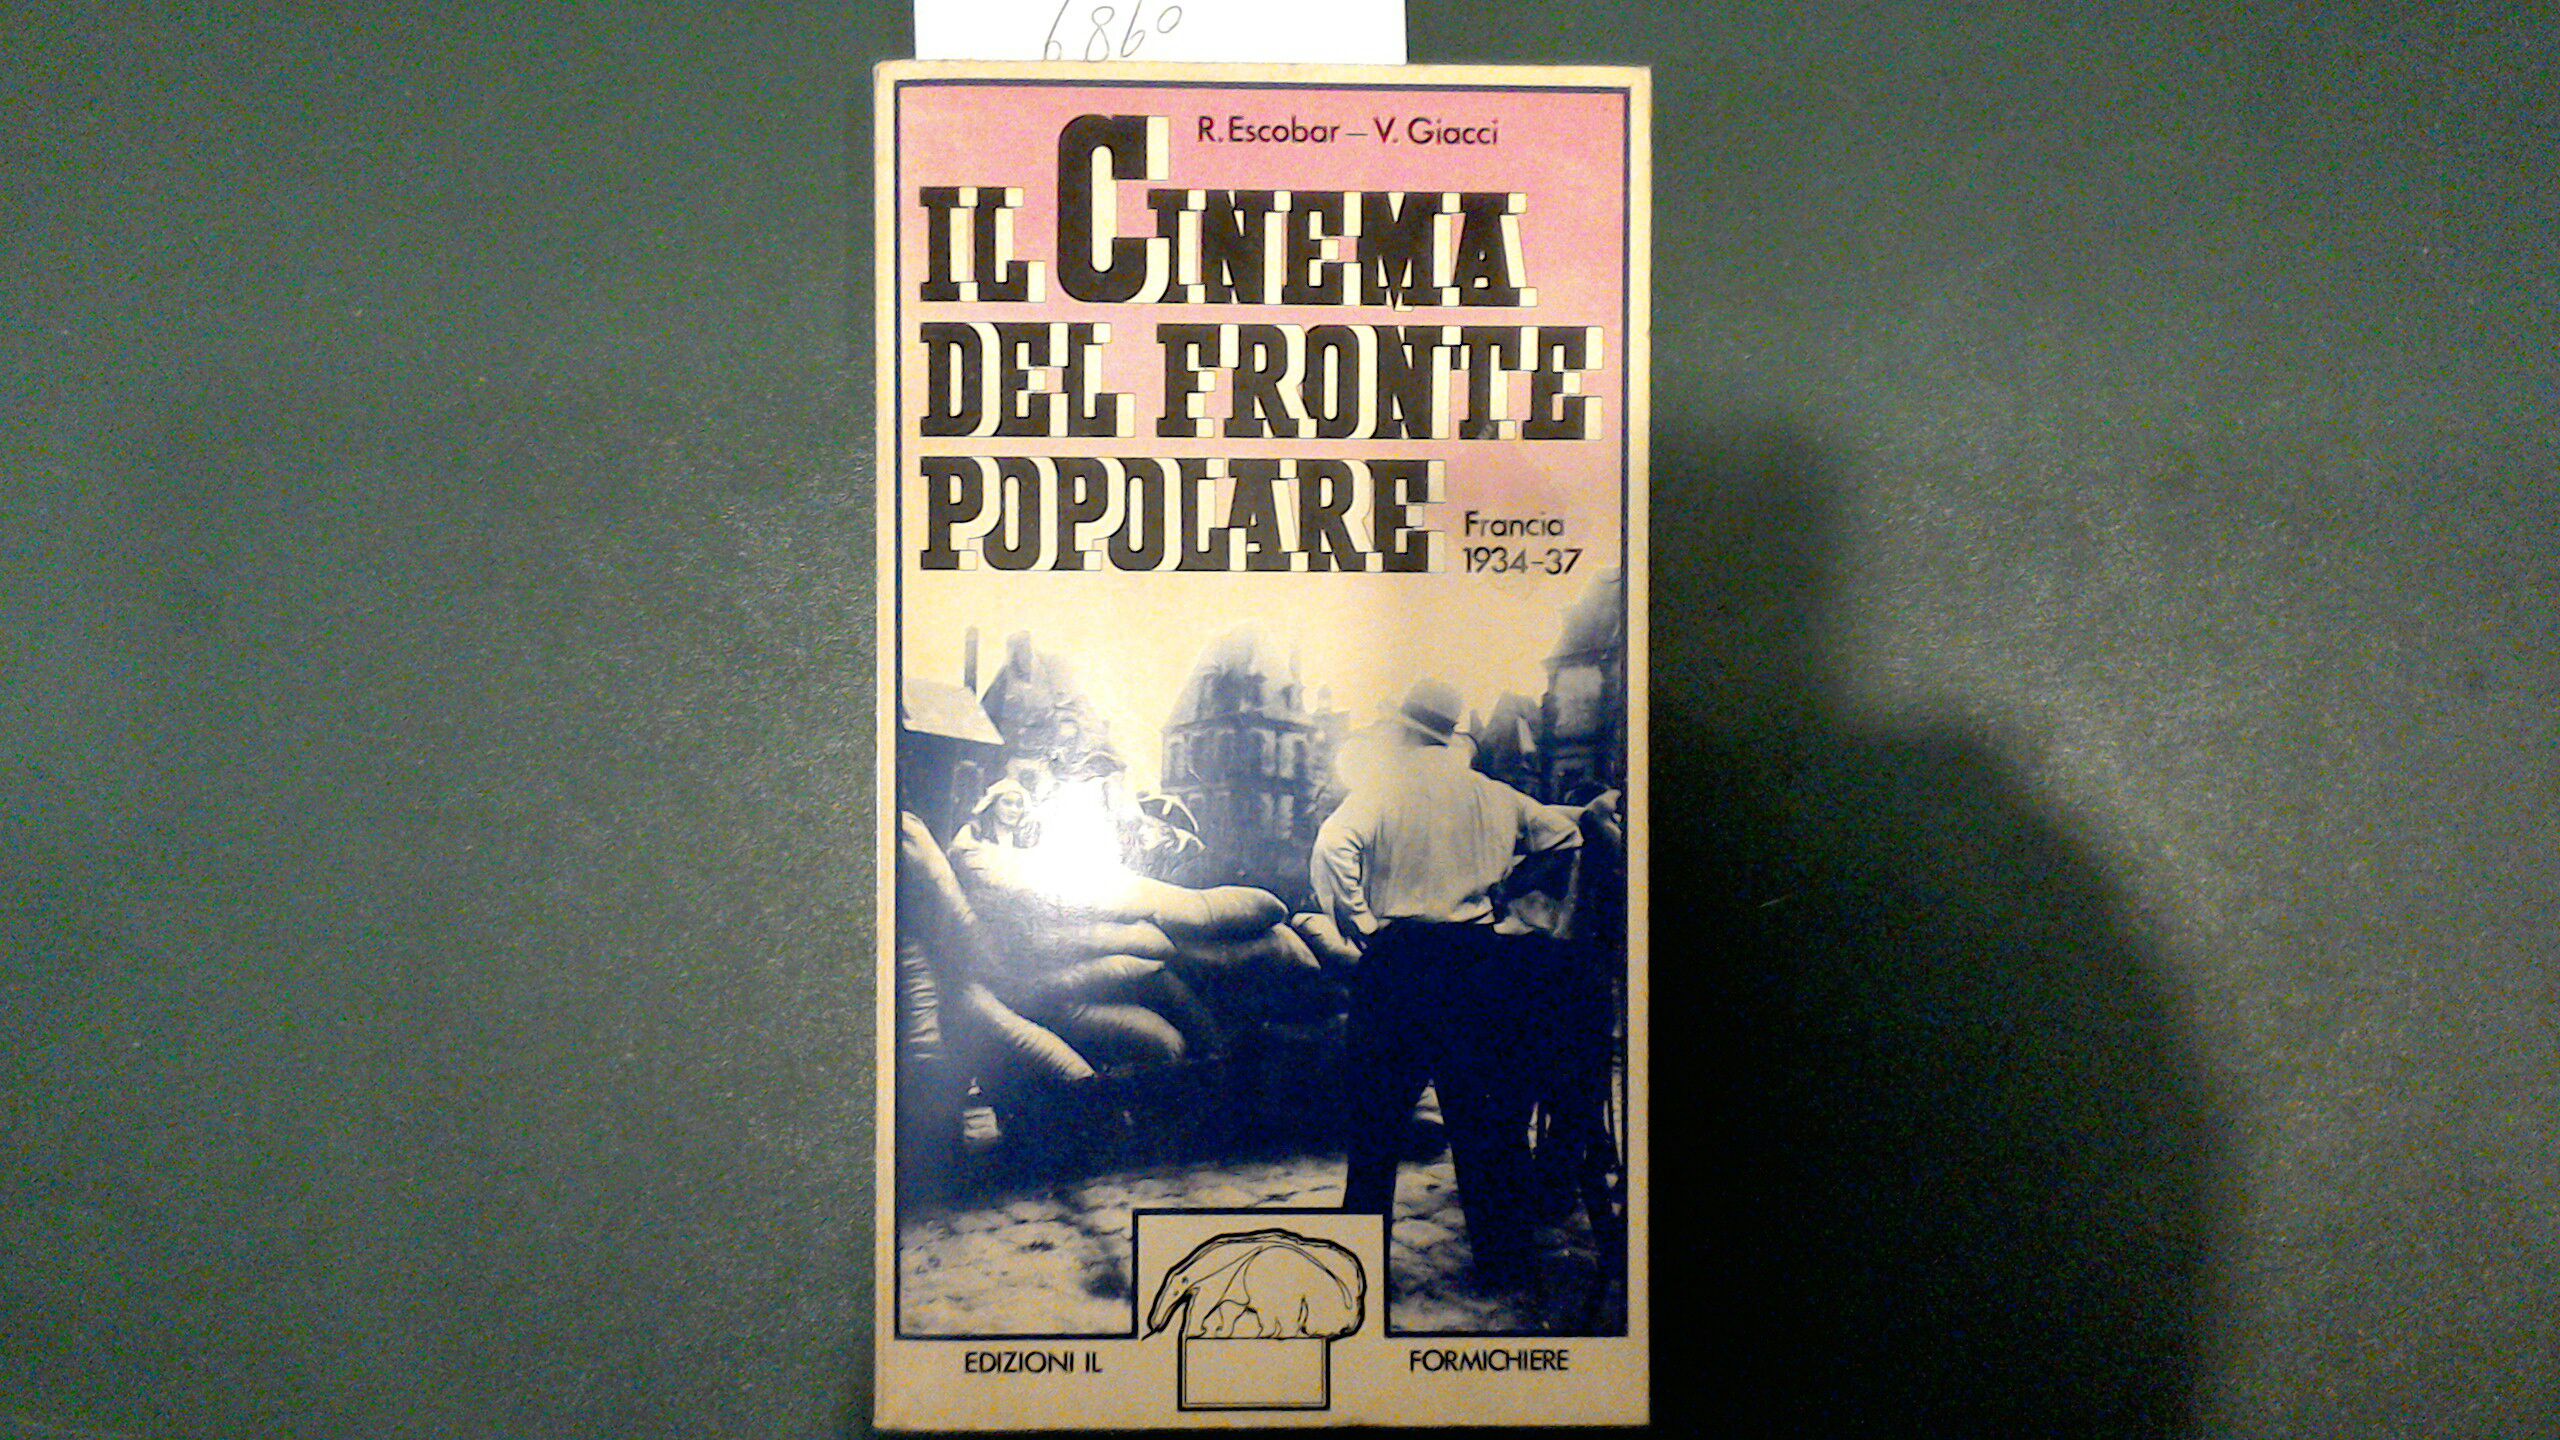 6860
R. Escobar – V. Giacci
IL CINEMA
DEL FRONTE
POPOLARE
Francia
1934-37
EDIZIONI IL FORMICHIERE